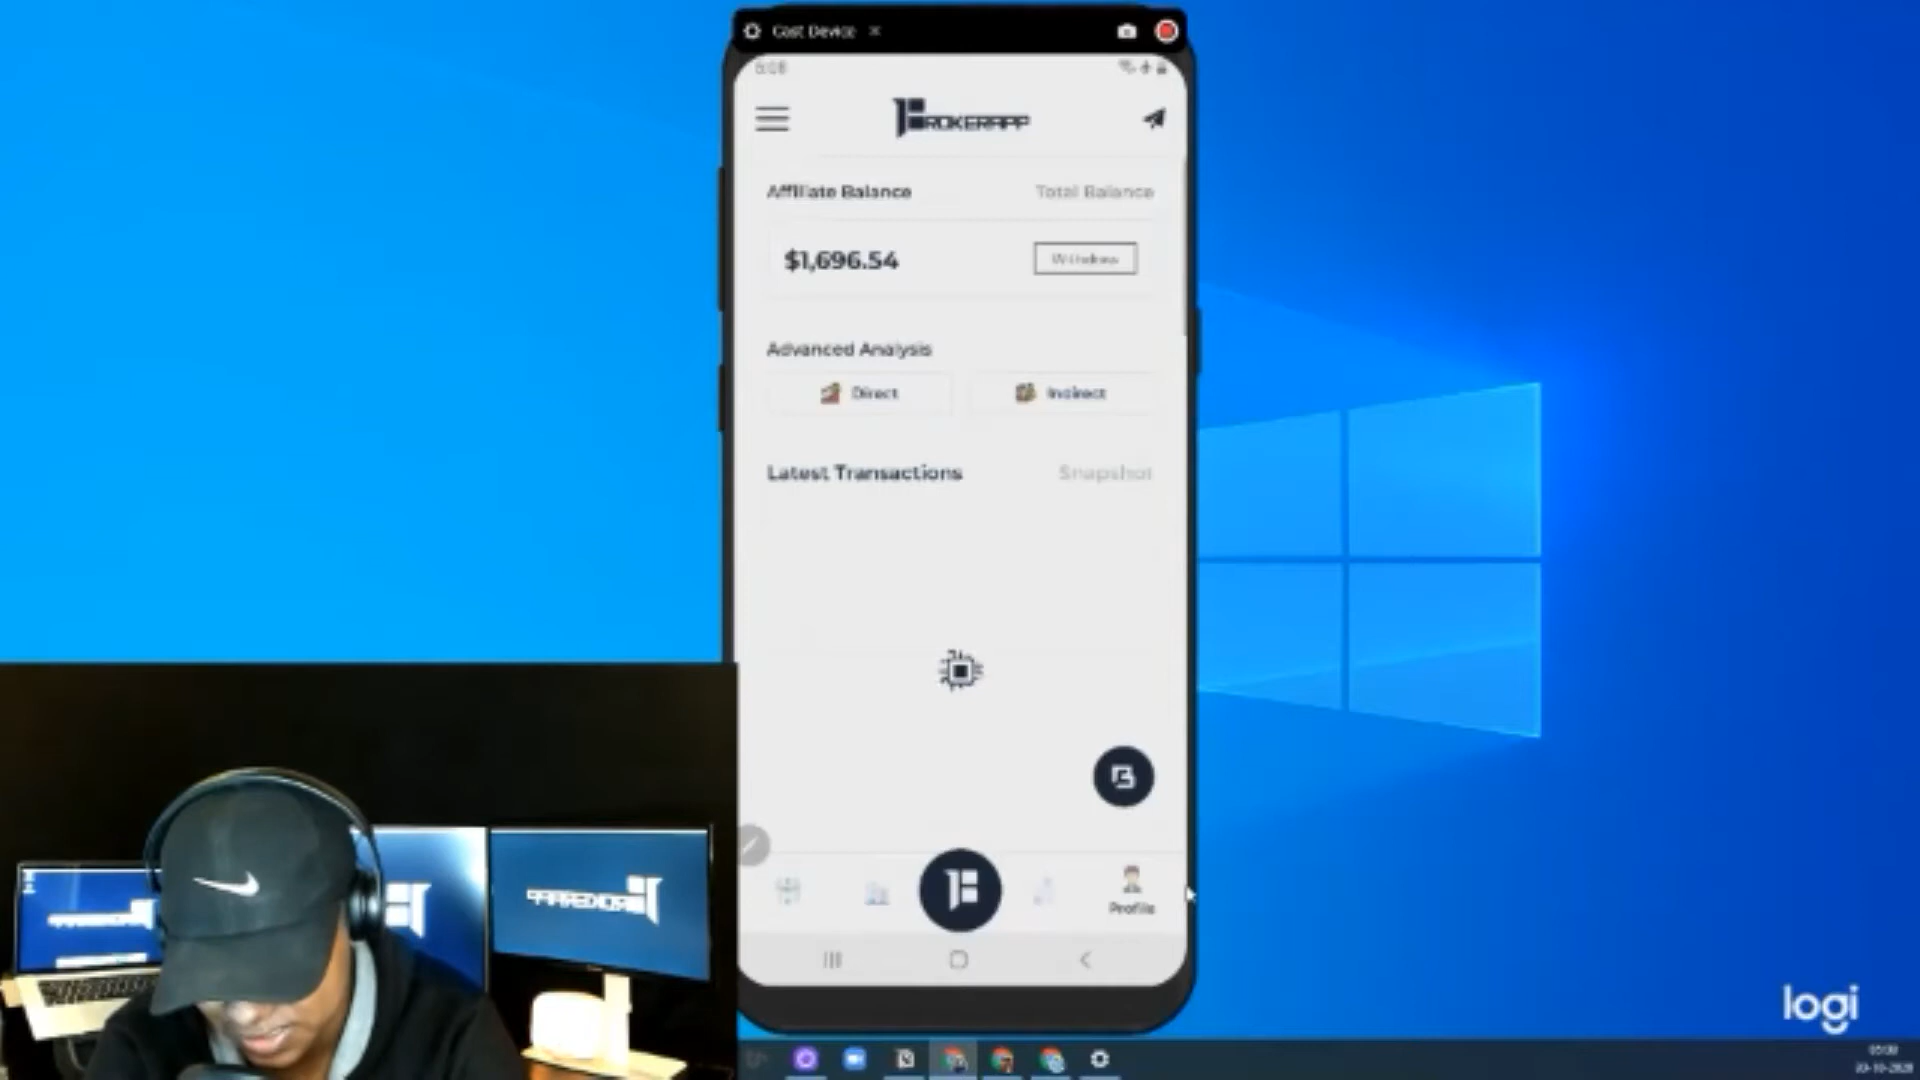 Cast Device
BROKERAPP
Affiliate Balance
Total Balance
$1,696.54
Withdraw
Advanced Analysis
Direct
Indirect
Latest Transactions
Snapshot
Profile
logi